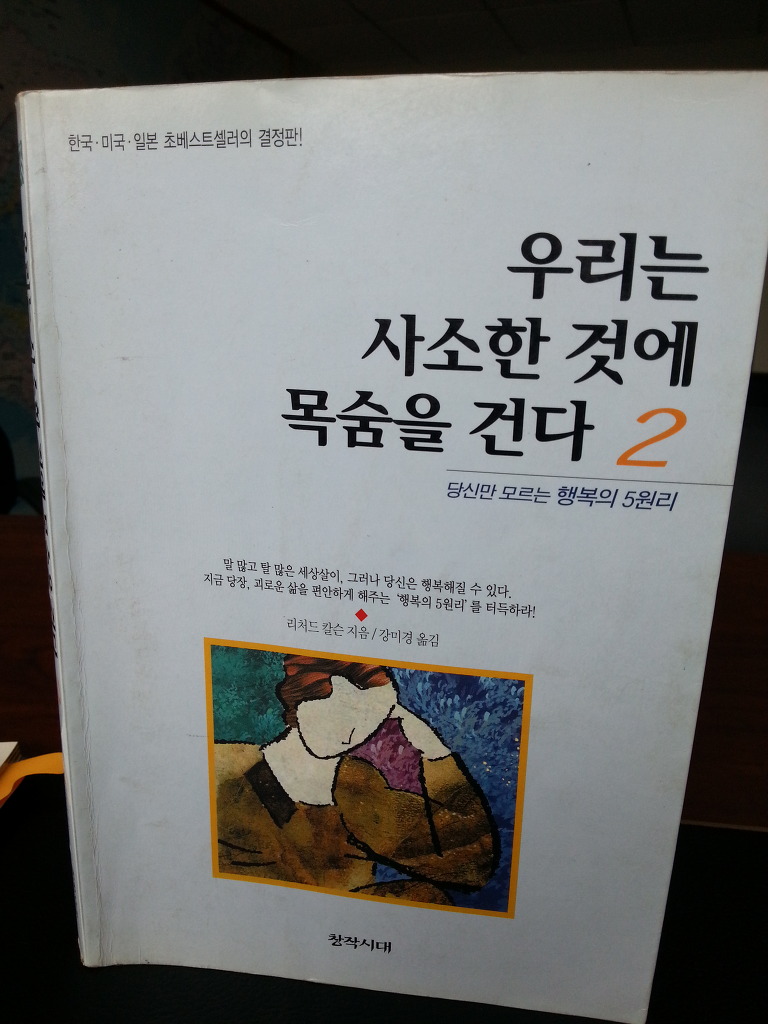 한국·미국·일본 초베스트셀러의 결정판!
우리는
사소한 것에
목숨을 건다 2
당신만 모르는 행복의 5원리
말 많고 탈 많은 세상살이, 그러나 당신은 행복해질 수 있다.
지금 당장, 괴로운 삶을 편안하게 해주는 '행복의 5원리'를 터득하라!
리처드 칼슨 지음 / 강미경 옮김
창작시대